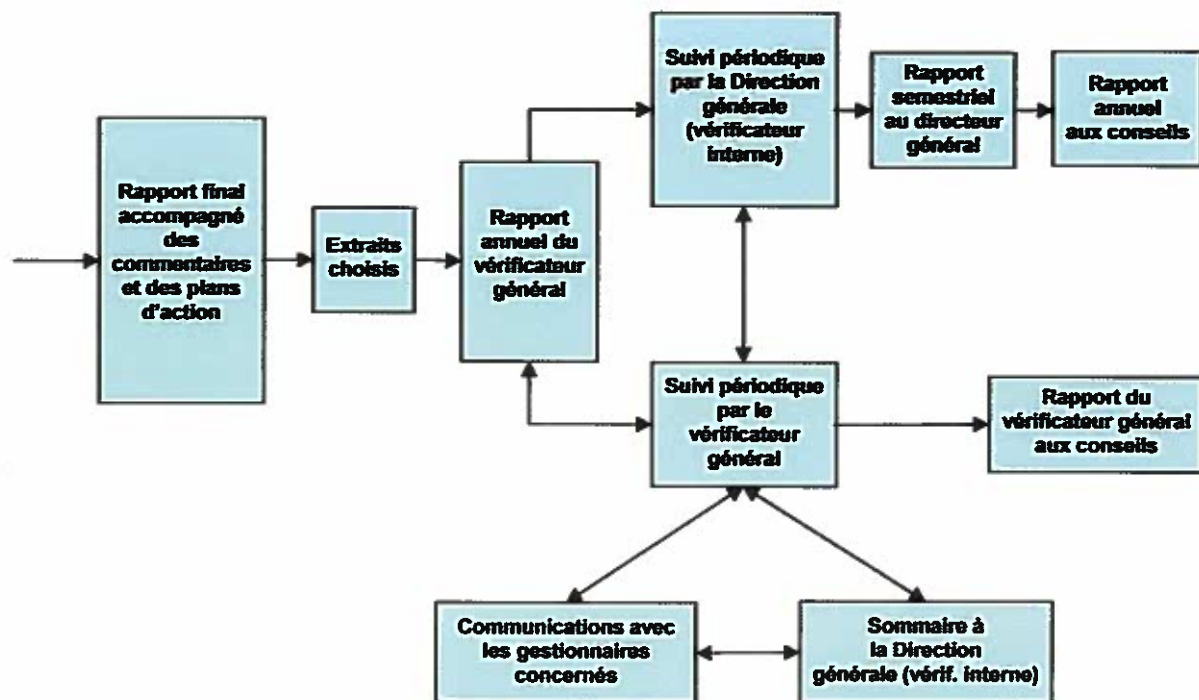 Rapport final
accompagné
des
commentaires
et des plans
d'action
Extraits
choisis
Rapport
annuel du
vérificateur
général
Suivi périodique
par la Direction
générale
(vérificateur
interne)
Rapport
semestriel
au directeur
général
Rapport
annuel
aux conseils
Suivi périodique
par le
vérificateur
général
Rapport du
vérificateur général
aux conseils
Communications avec
les gestionnaires
concernés
Sommaire à
la Direction
générale (vérif. interne)